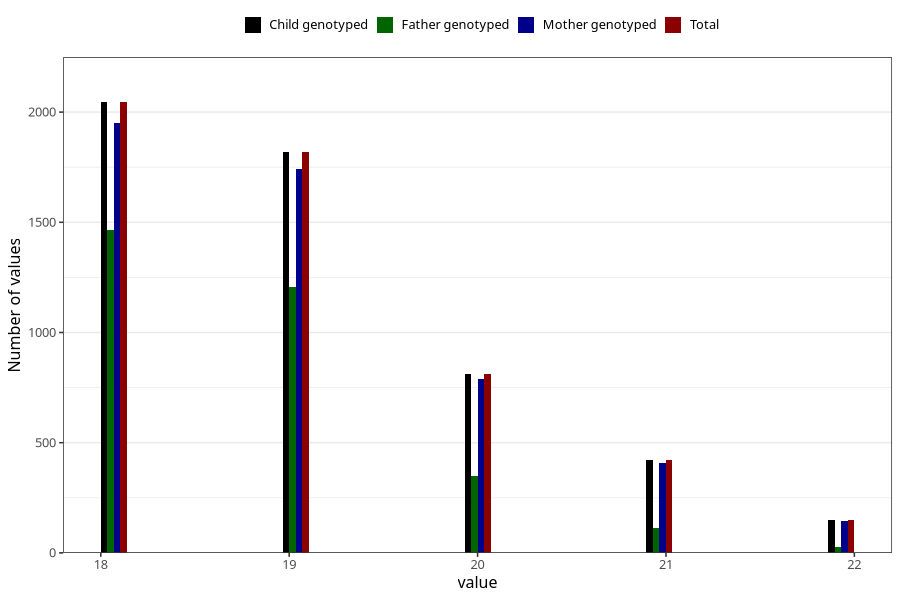 Child genotyped Father genotyped Mother genotyped Total
Number of values
2000
1500
1000
500
0
18 19 20 21 22
value